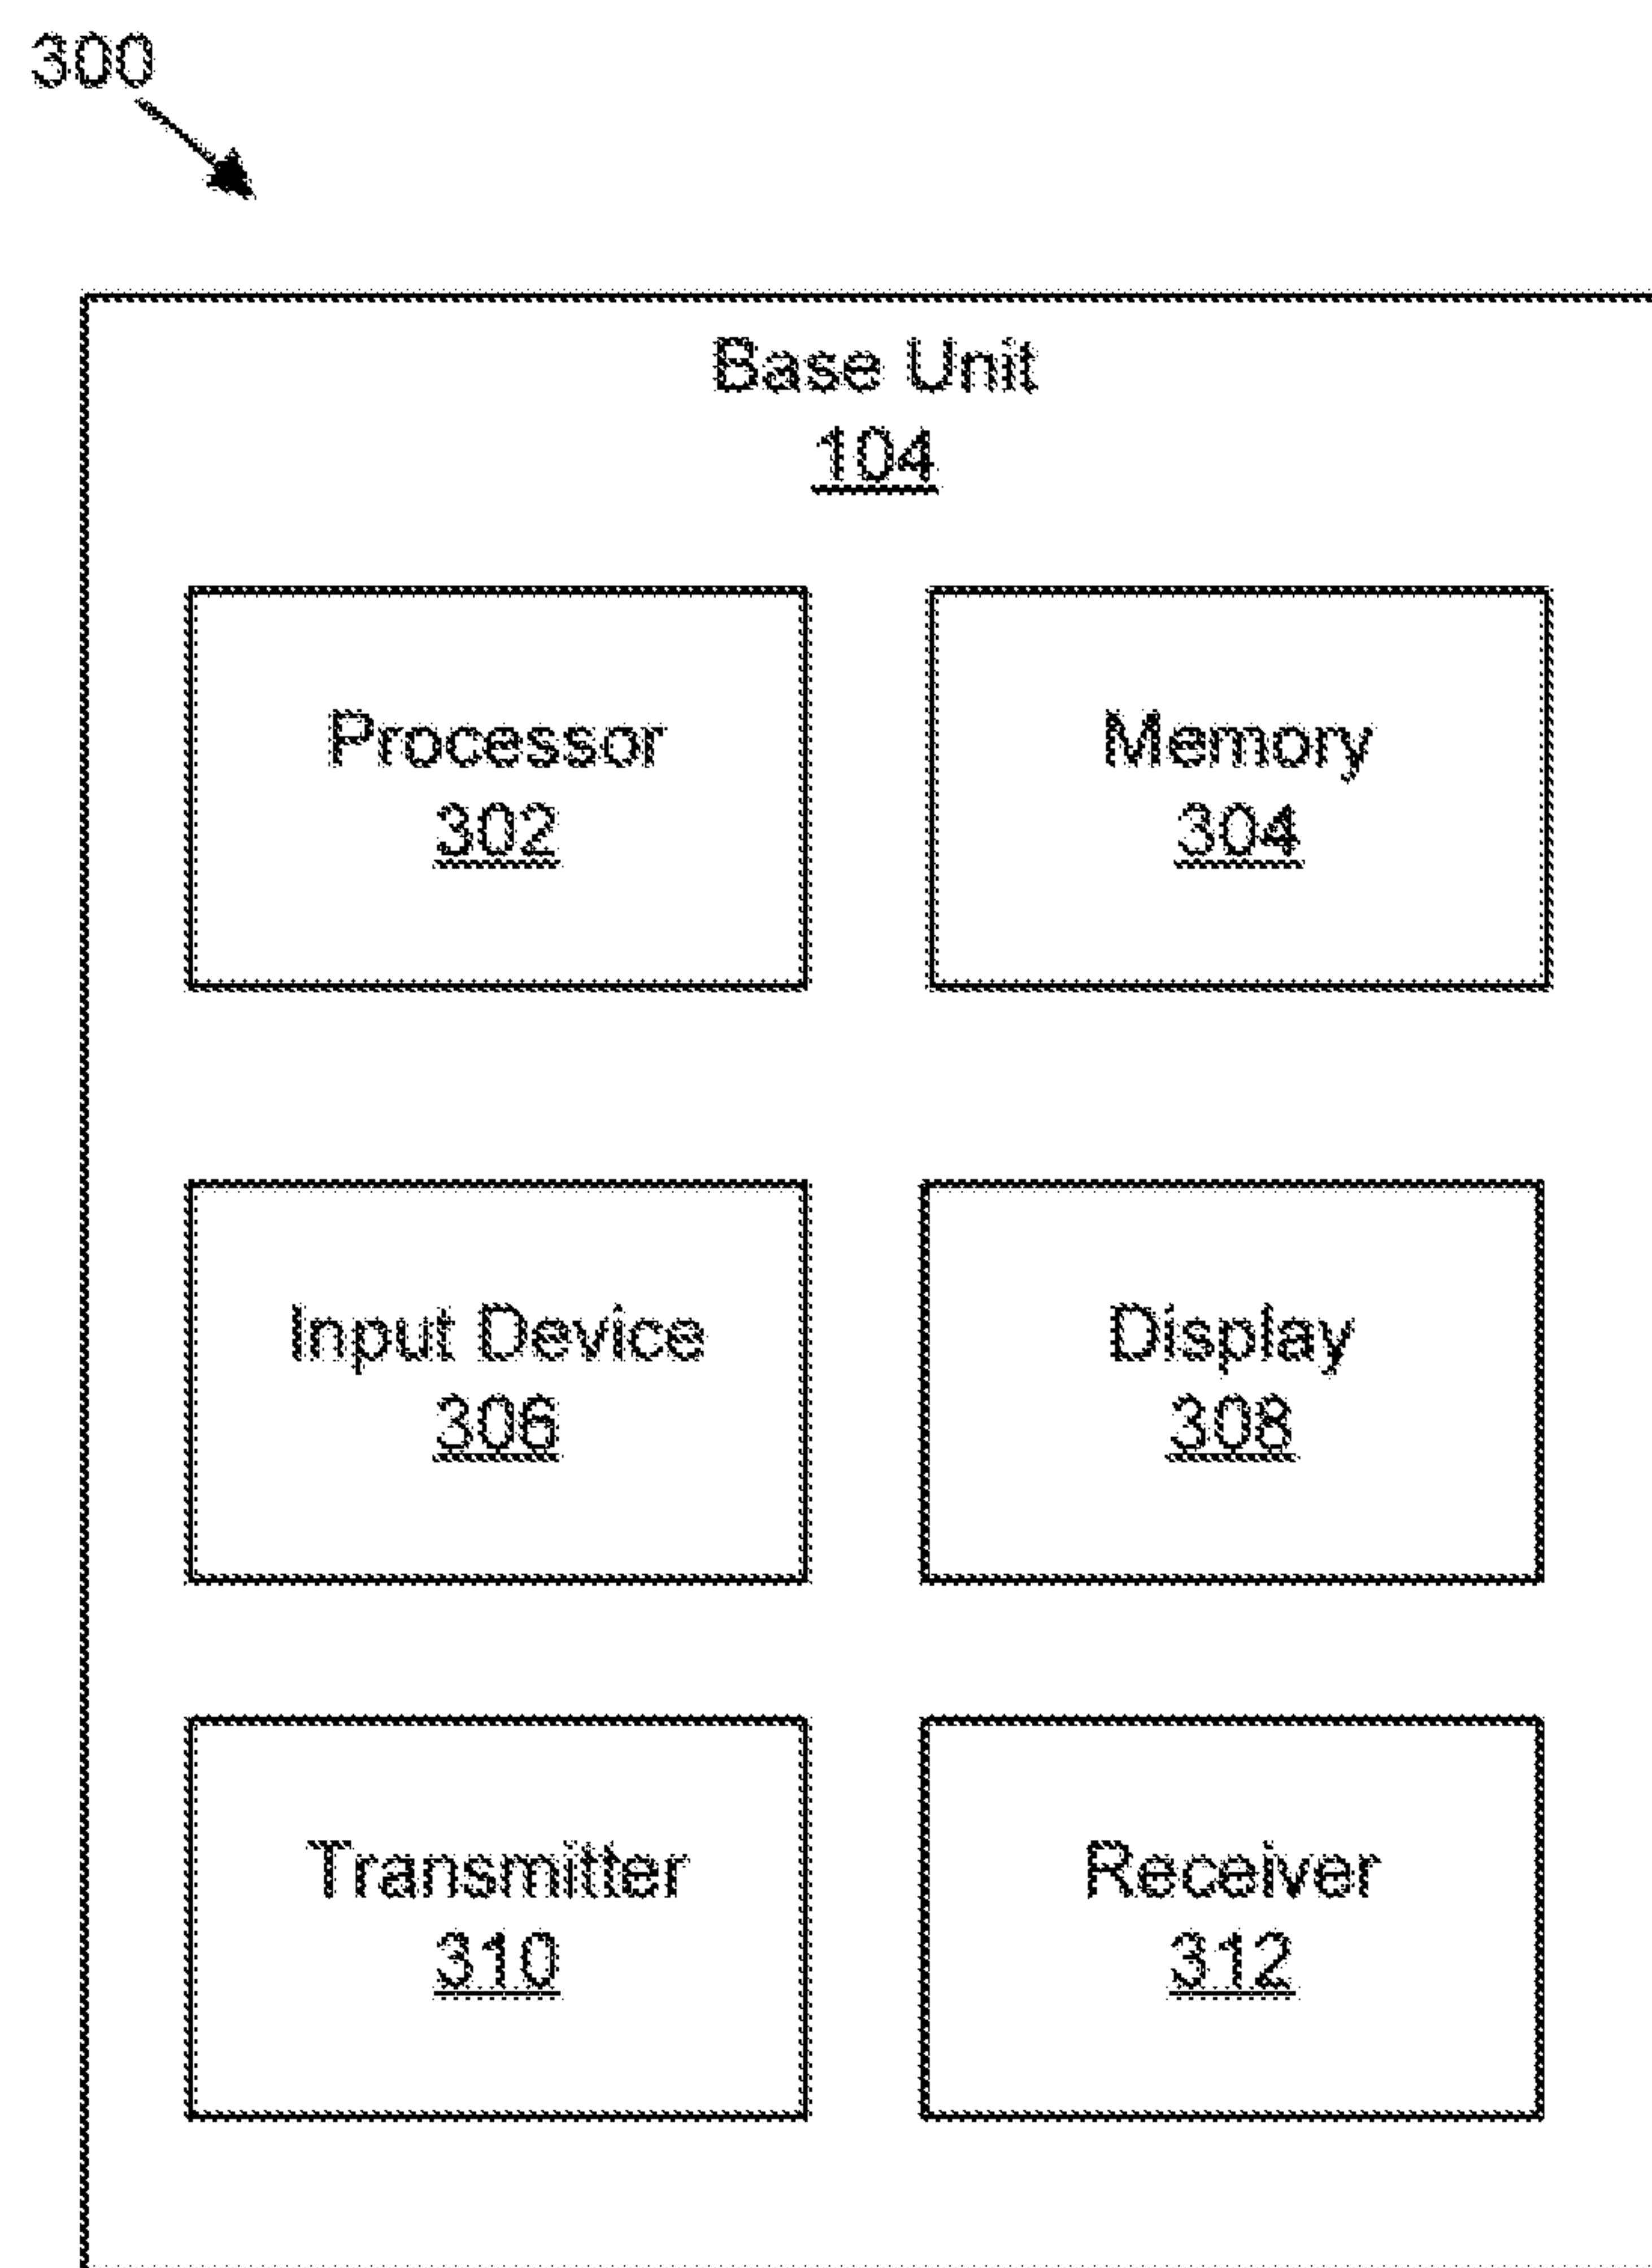 300
Base Unit
104
Processor
302
Memory
304
Input Device
306
Display
308
Transmitter
310
Receiver
312